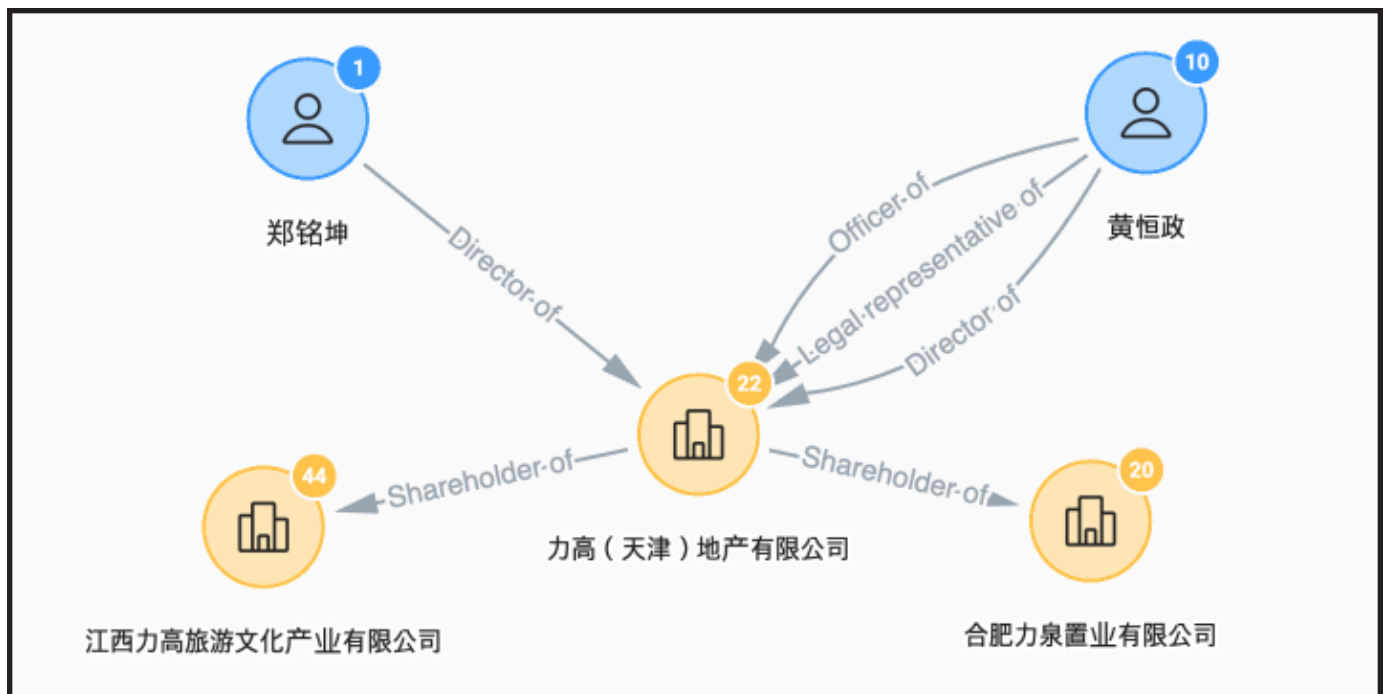 1
10
郑铭坤
黄恒政
Officer of
Legal representative of
Director of
Director of
22
Shareholder of
Shareholder of
44
20
力高（天津）地产有限公司
江西力高旅游文化产业有限公司
合肥力泉置业有限公司